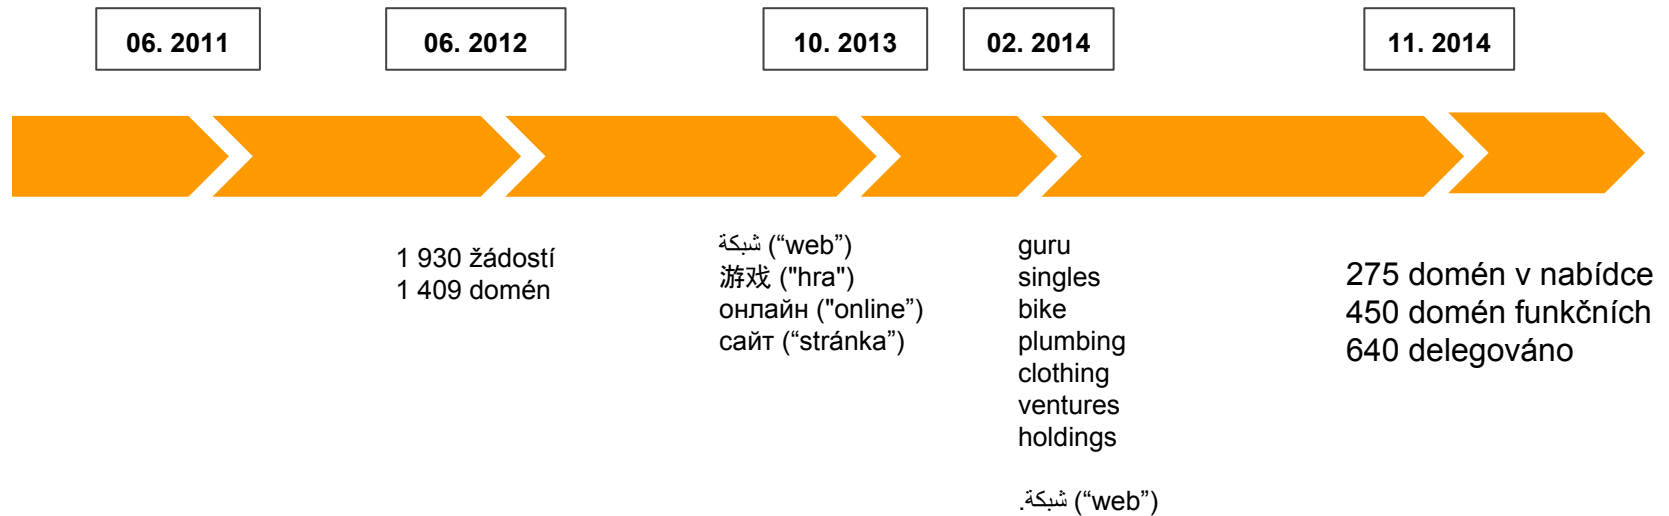 06. 2011
06. 2012
10. 2013
02. 2014
11. 2014
1 930 žádostí
1 409 domén
شبكة (“web”)
游戏 ("hra")
онлайн ("online”)
сайт (“stránka”)
guru
singles
bike
plumbing
clothing
ventures
holdings
.شبكة (“web”)
275 domén v nabídce
450 domén funkčních
640 delegováno